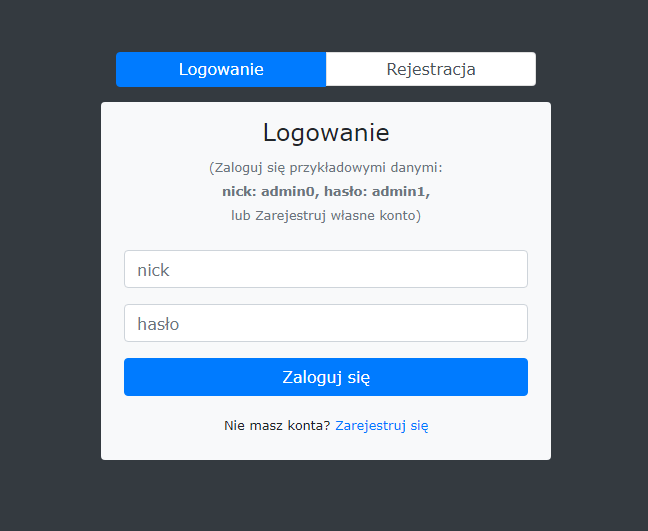 Logowanie
Rejestracja
Logowanie
(Zaloguj się przykładowymi danymi:
nick: admin0, hasło: admin1,
lub Zarejestruj własne konto)
nick
hasło
Zaloguj się
Nie masz konta? Zarejestruj się